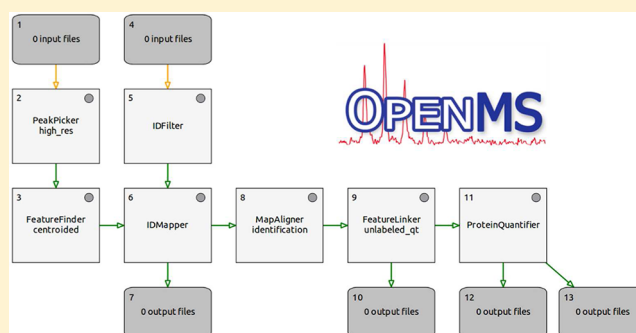 1
0 input files
4
0 input files
OPENMS
2
PeakPicker
high_res
5
IDFilter
3
FeatureFinder
centroided
6
IDMapper
8
MapAligner
identification
9
FeatureLinker
unlabeled_qt
11
ProteinQuantifier
7
0 output files
10
0 output files
12
0 output files
13
0 output files